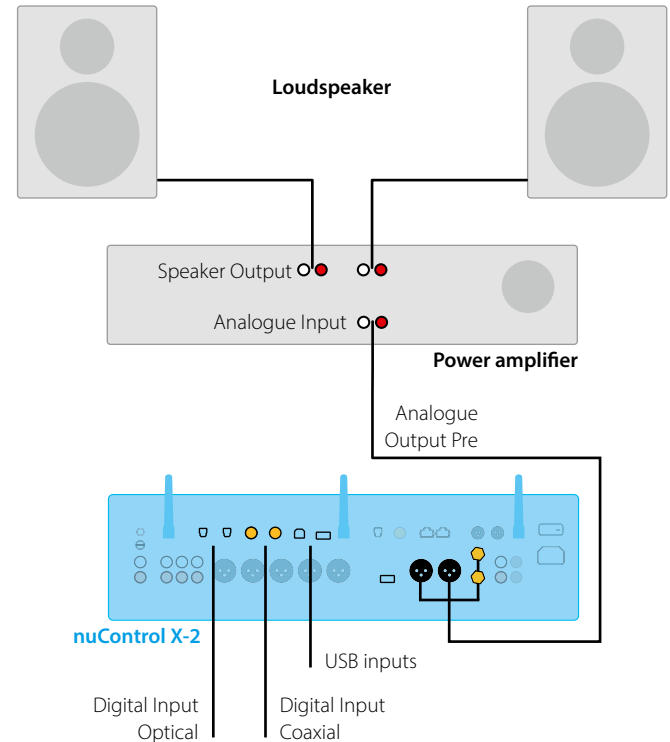 Loudspeaker
Speaker Output
Analogue Input
Power amplifier
Analogue
Output Pre
nuControl X-2
USB inputs
Digital Input
Optical
Digital Input
Coaxial